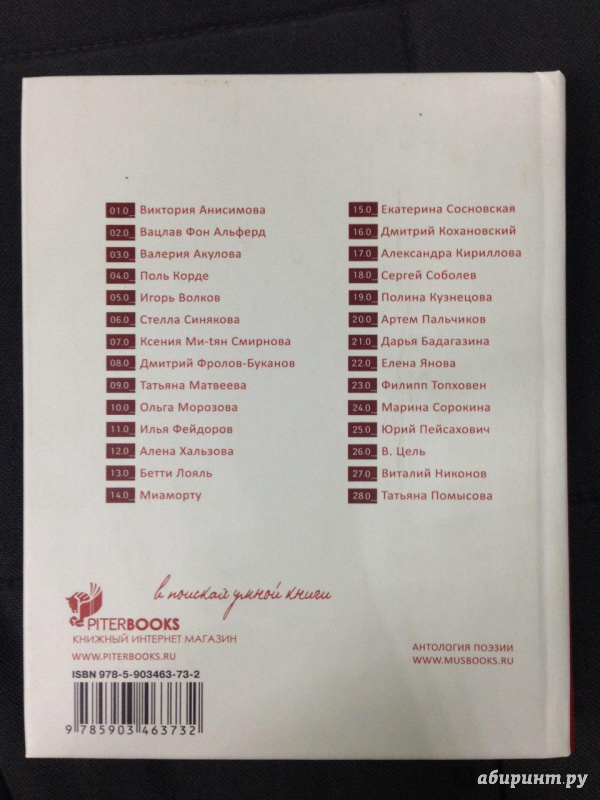 01.0_ Виктория Анисимова
02.0_ Вацлав Фон Альферд
03.0_ Валерия Акулова
04.0_ Поль Корде
05.0_ Игорь Волков
06.0_ Стелла Синякова
07.0_ Ксения Ми-tян Смирнова
08.0_ Дмитрий Фролов-Буканов
09.0_ Татьяна Матвеева
10.0_ Ольга Морозова
11.0_ Илья Фейдоров
12.0_ Алена Хальзова
13.0_ Бетти Лояль
14.0_ Миаморту
15.0_ Екатерина Сосновская
16.0_ Дмитрий Кохановский
17.0_ Александра Кириллова
18.0_ Сергей Соболев
19.0_ Полина Кузнецова
20.0_ Артем Пальчиков
21.0_ Дарья Бадагазина
22.0_ Елена Янова
23.0_ Филипп Топховен
24.0_ Марина Сорокина
25.0_ Юрий Пейсахович
26.0_ В. Цель
27.0_ Виталий Никонов
28.0_ Татьяна Помысова
в поисках умной книги
PITERBOOKS
КНИЖНЫЙ ИНТЕРНЕТ МАГАЗИН
WWW.PITERBOOKS.RU
АНТОЛОГИЯ ПОЭЗИИ
WWW.MUSBOOKS.RU
ISBN 978-5-903463-73-2
9 785903 463732
абиринт.ру